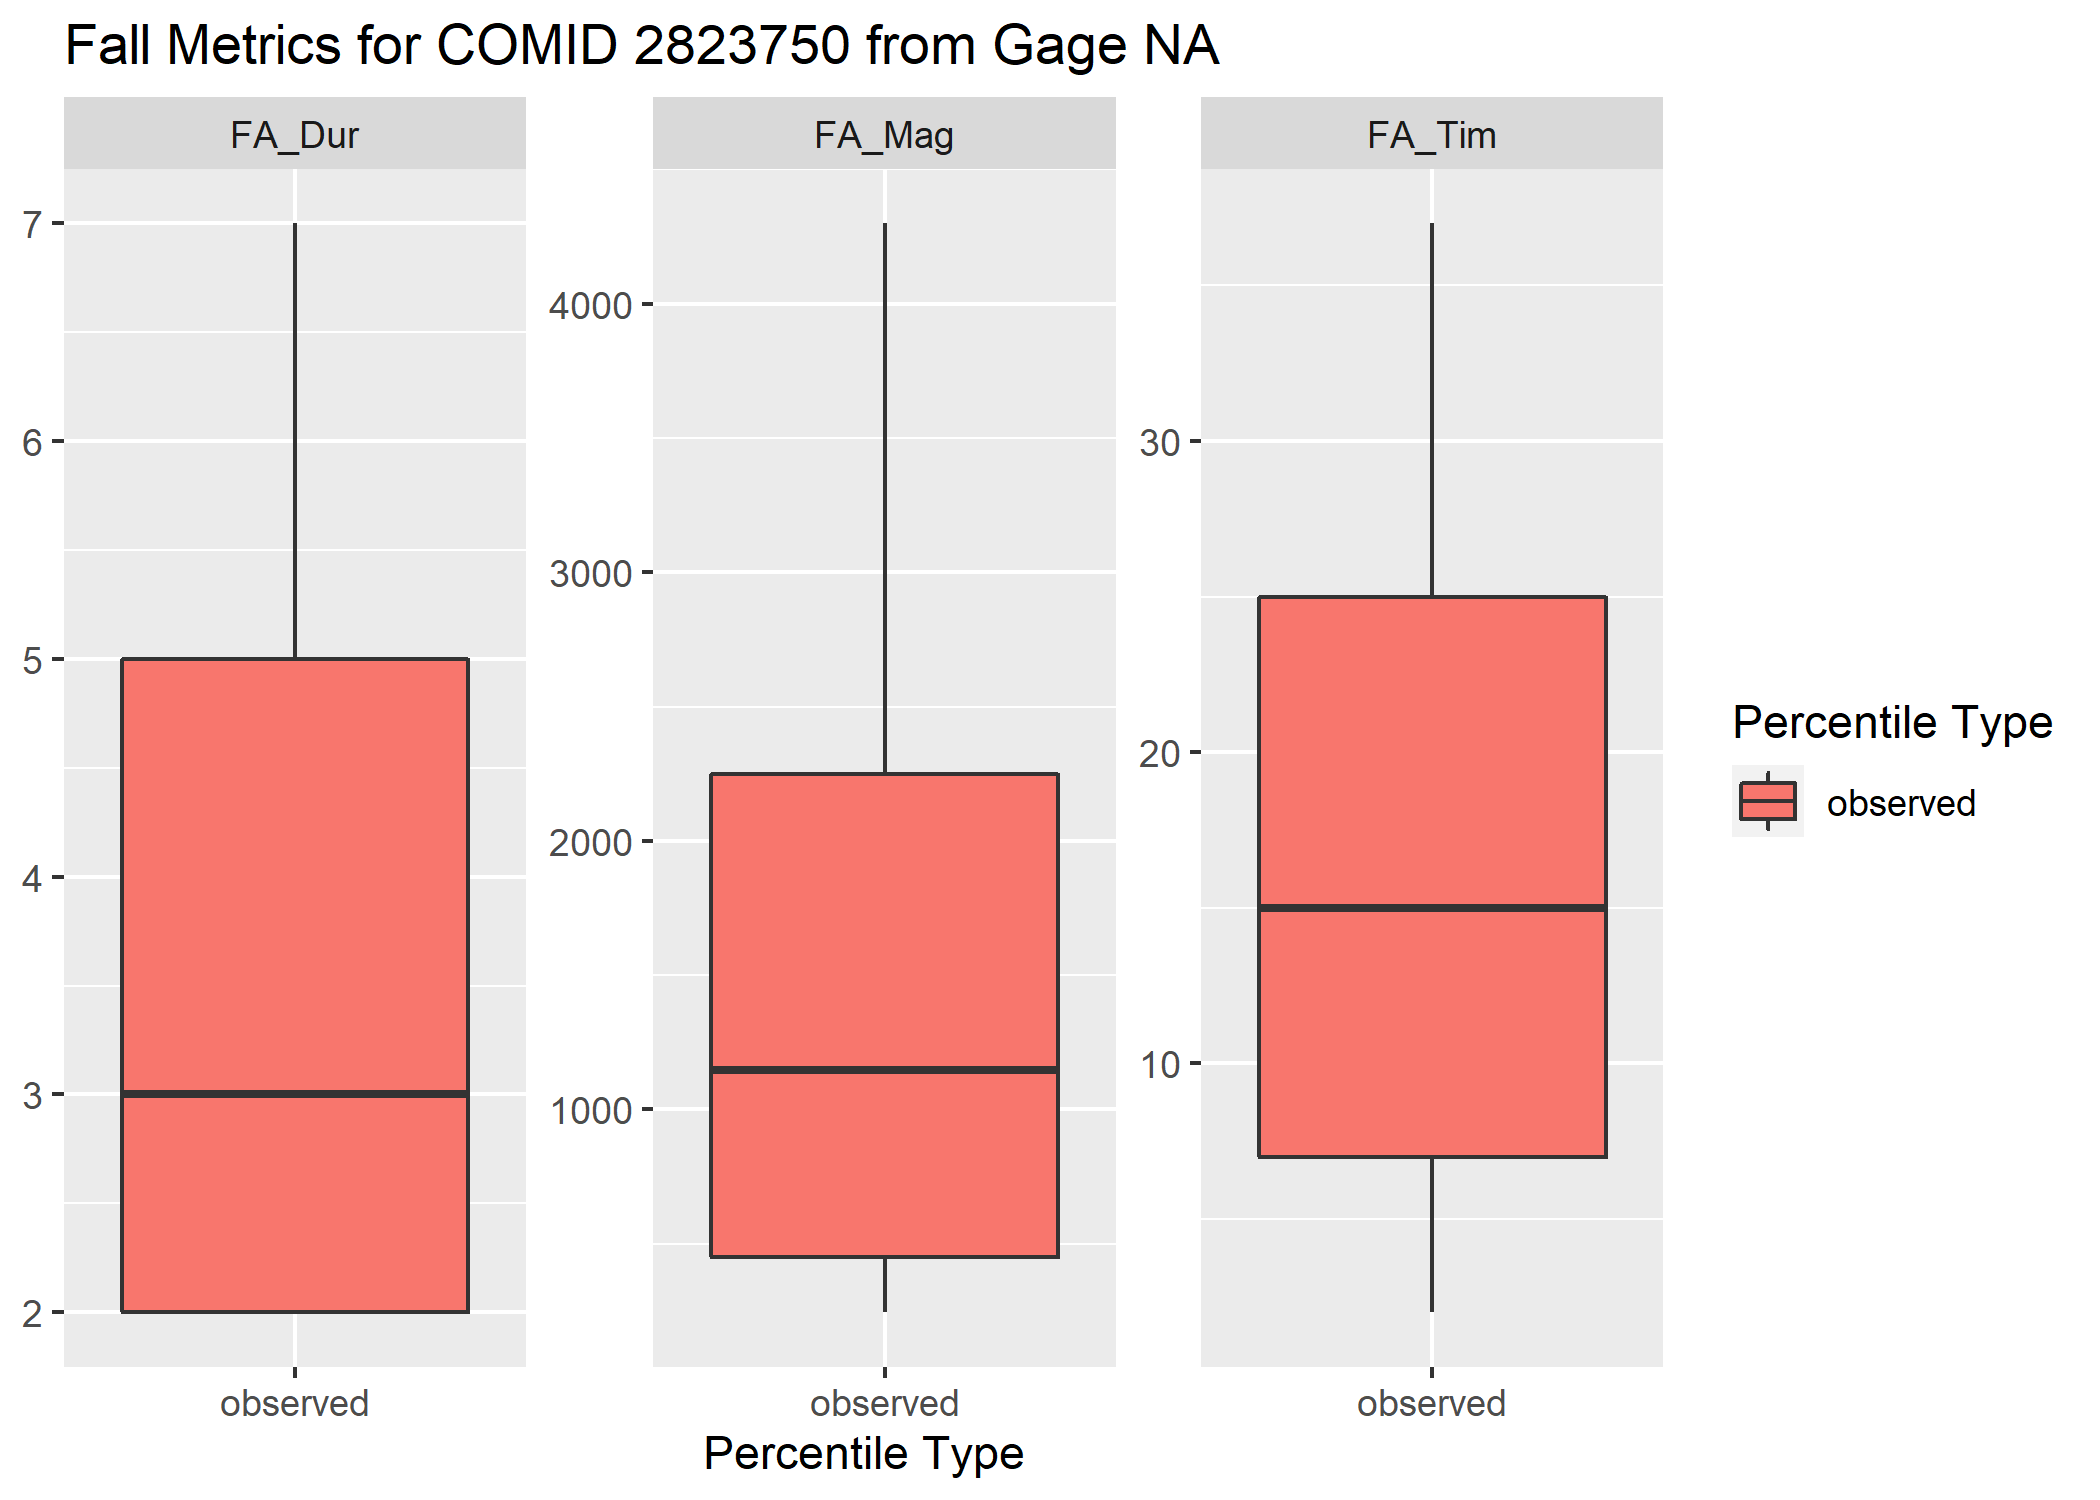 Fall Metrics for COMID 2823750 from Gage NA
FA_Dur
FA_Mag
FA_Tim
7
6
5
4
3
2
4000
3000
2000
1000
30
20
10
observed
observed
observed
Percentile Type
Percentile Type
observed